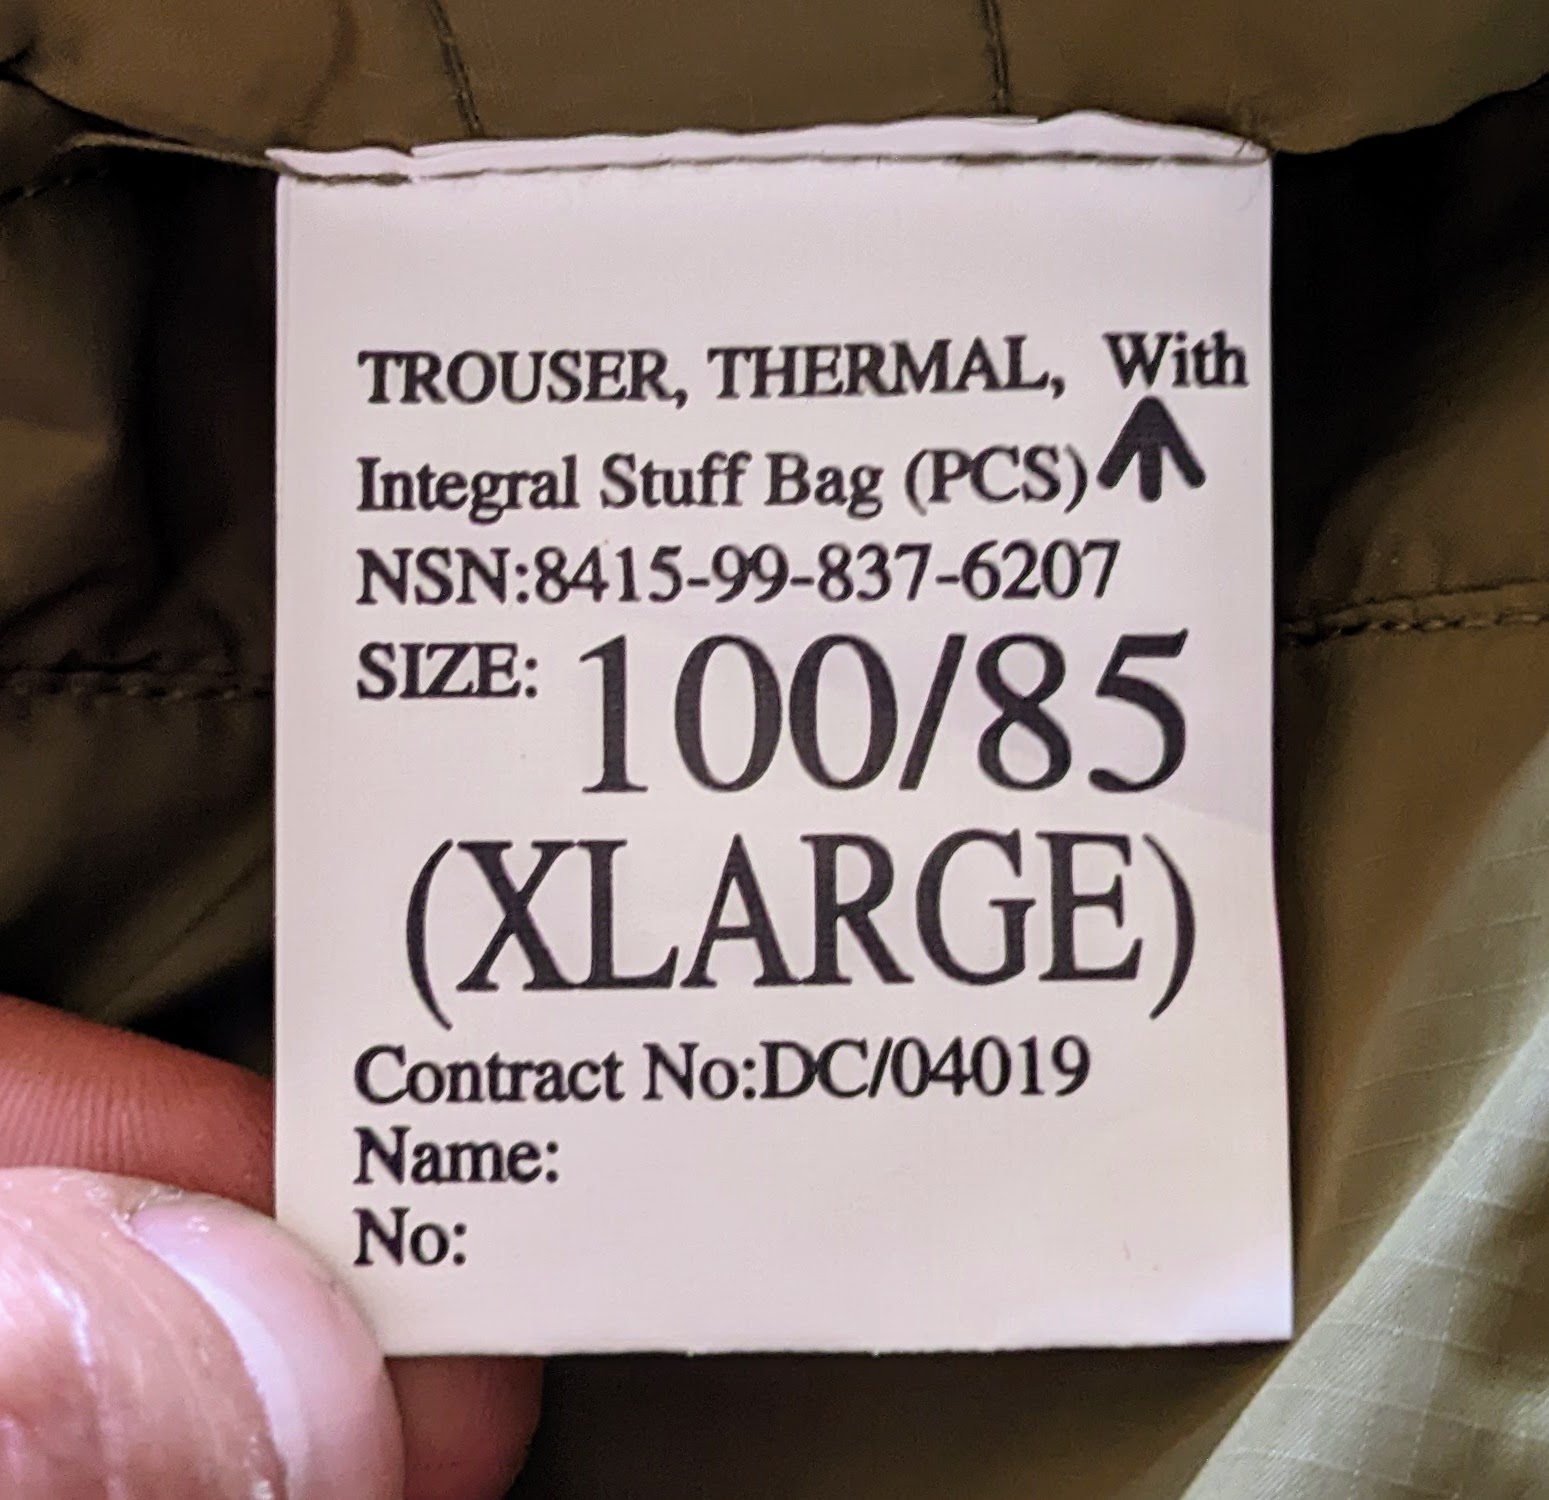 TROUSER, THERMAL, With
Integral Stuff Bag (PCS)
NSN:8415-99-837-6207
SIZE: 100/85
(XLARGE)
Contract No:DC/04019
Name:
No: